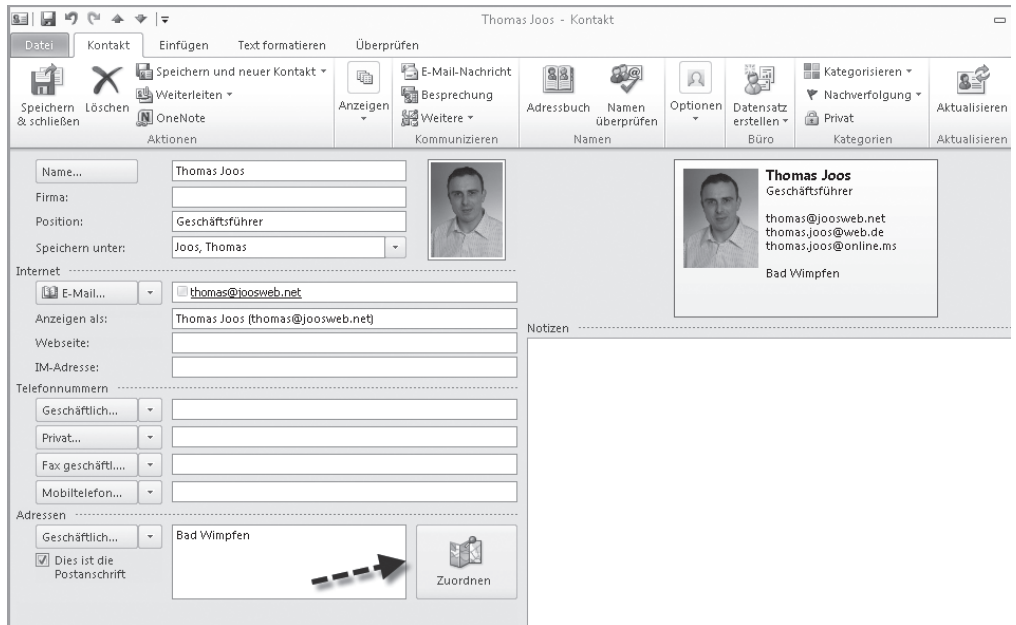 Thomas Joos - Kontakt
Datei Kontakt Einfügen Text formatieren Überprüfen
Speichern & schließen
Löschen
Speichern und neuer Kontakt
Weiterleiten
OneNote
Aktionen
Anzeigen
E-Mail-Nachricht
Besprechung
Weitere
Kommunizieren
Adressbuch
Namen überprüfen
Namen
Optionen
Datensatz erstellen
Büro
Kategorisieren
Nachverfolgung
Privat
Kategorien
Aktualisieren
Aktualisieren
Name... Thomas Joos
Firma:
Position: Geschäftsführer
Speichern unter: Joos, Thomas
Internet
E-Mail... thomas@joosweb.net
Anzeigen als: Thomas Joos (thomas@joosweb.net)
Webseite:
IM-Adresse:
Telefonnummern
Geschäftlich...
Privat...
Fax geschäftl....
Mobiltelefon...
Adressen
Geschäftlich... Bad Wimpfen
Dies ist die
Postanschrift
Zuordnen
Thomas Joos
Geschäftsführer
thomas@joosweb.net
thomas.joos@web.de
thomas.joos@online.ms
Bad Wimpfen
Notizen